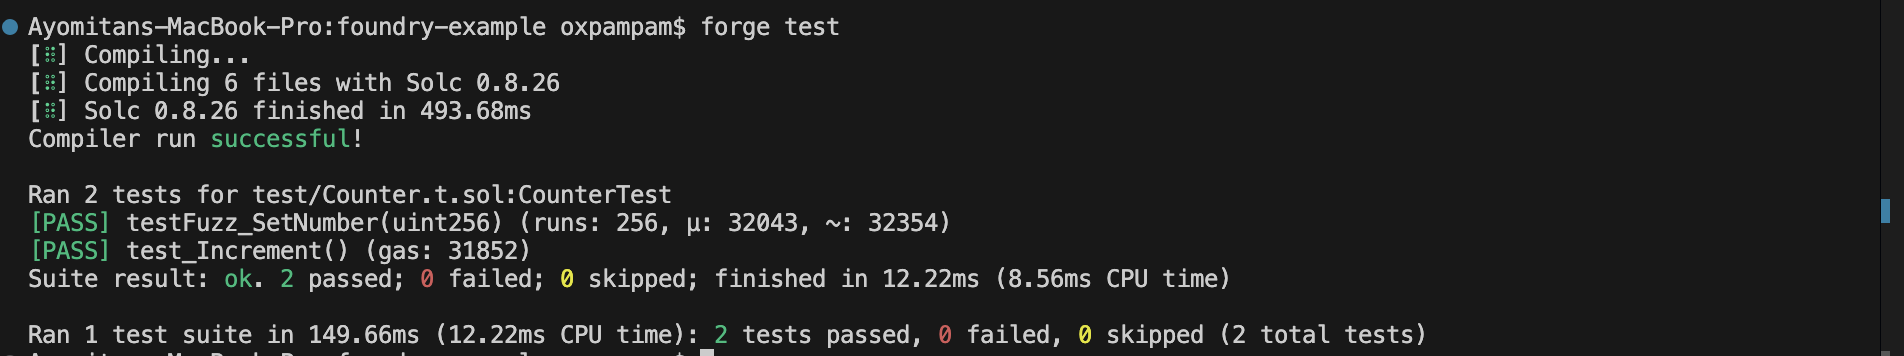 Ayomitans-MacBook-Pro:foundry-example oxpampam$ forge test
[⠿] Compiling...
[⠿] Compiling 6 files with Solc 0.8.26
[⠿] Solc 0.8.26 finished in 493.68ms
Compiler run successful!
Ran 2 tests for test/Counter.t.sol:CounterTest
[PASS] testFuzz_SetNumber(uint256) (runs: 256, μ: 32043, ~: 32354)
[PASS] test_Increment() (gas: 31852)
Suite result: ok. 2 passed; 0 failed; 0 skipped; finished in 12.22ms (8.56ms CPU time)
Ran 1 test suite in 149.66ms (12.22ms CPU time): 2 tests passed, 0 failed, 0 skipped (2 total tests)